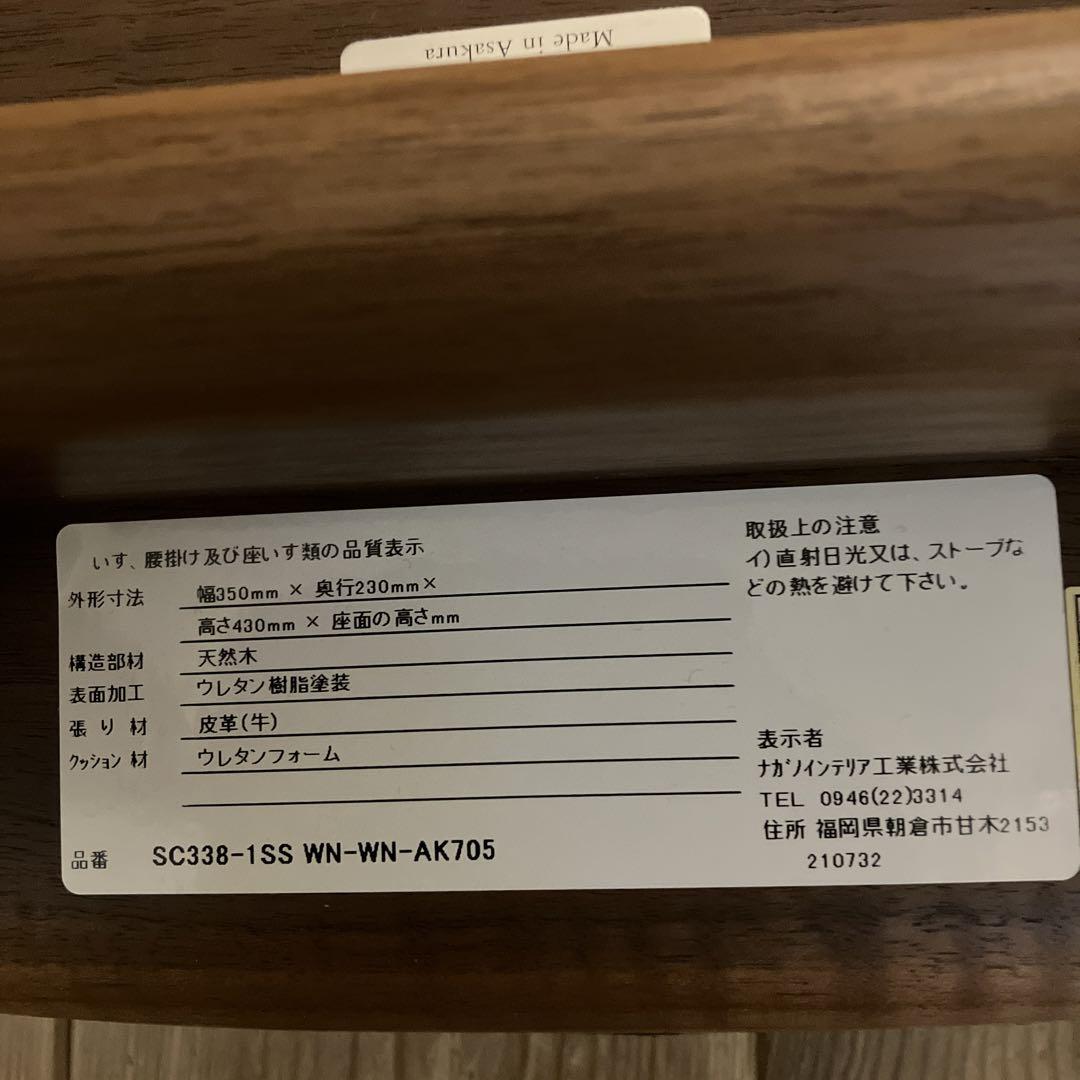 Made in Asakura
いす、腰掛け及び座いす類の品質表示
外形寸法 幅350mm × 奥行230mm×
高さ430mm × 座面の高さmm
構造部材 天然木
表面加工 ウレタン樹脂塗装
張り材 皮革(牛)
クッション材 ウレタンフォーム
品番 SC338-1SS WN-WN-AK705
取扱上の注意
イ)直射日光又は、ストーブな
どの熱を避けて下さい。
表示者
ナガノインテリア工業株式会社
TEL 0946(22)3314
住所 福岡県朝倉市甘木2153
210732